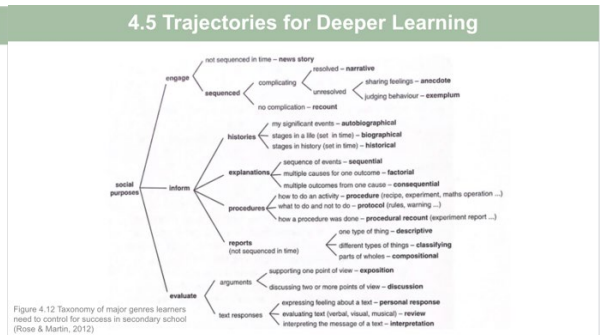 4.5 Trajectories for Deeper Learning
not sequenced in time – news story
engage
resolved – narrative
complicating
sharing feelings – anecdote
unresolved
sequenced
judging behaviour – exemplum
no complication – recount
my significant events – autobiographical
histories
stages in a life (set in time) – biographical
stages in history (set in time) – historical
sequence of events – sequential
explanations
multiple causes for one outcome – factorial
social
purposes
inform
multiple outcomes from one cause – consequential
how to do an activity – procedure (recipe, experiment, maths operation ...)
procedures
what to do and not to do – protocol (rules, warning ...)
how a procedure was done – procedural recount (experiment report ...)
one type of thing – descriptive
reports
(not sequenced in time)
different types of things – classifying
parts of wholes – compositional
supporting one point of view – exposition
arguments
discussing two or more points of view – discussion
evaluate
expressing feeling about a text – personal response
text responses
evaluating text (verbal, visual, musical) – review
interpreting the message of a text – interpretation
Figure 4.12 Taxonomy of major genres learners
need to control for success in secondary school
(Rose & Martin, 2012)